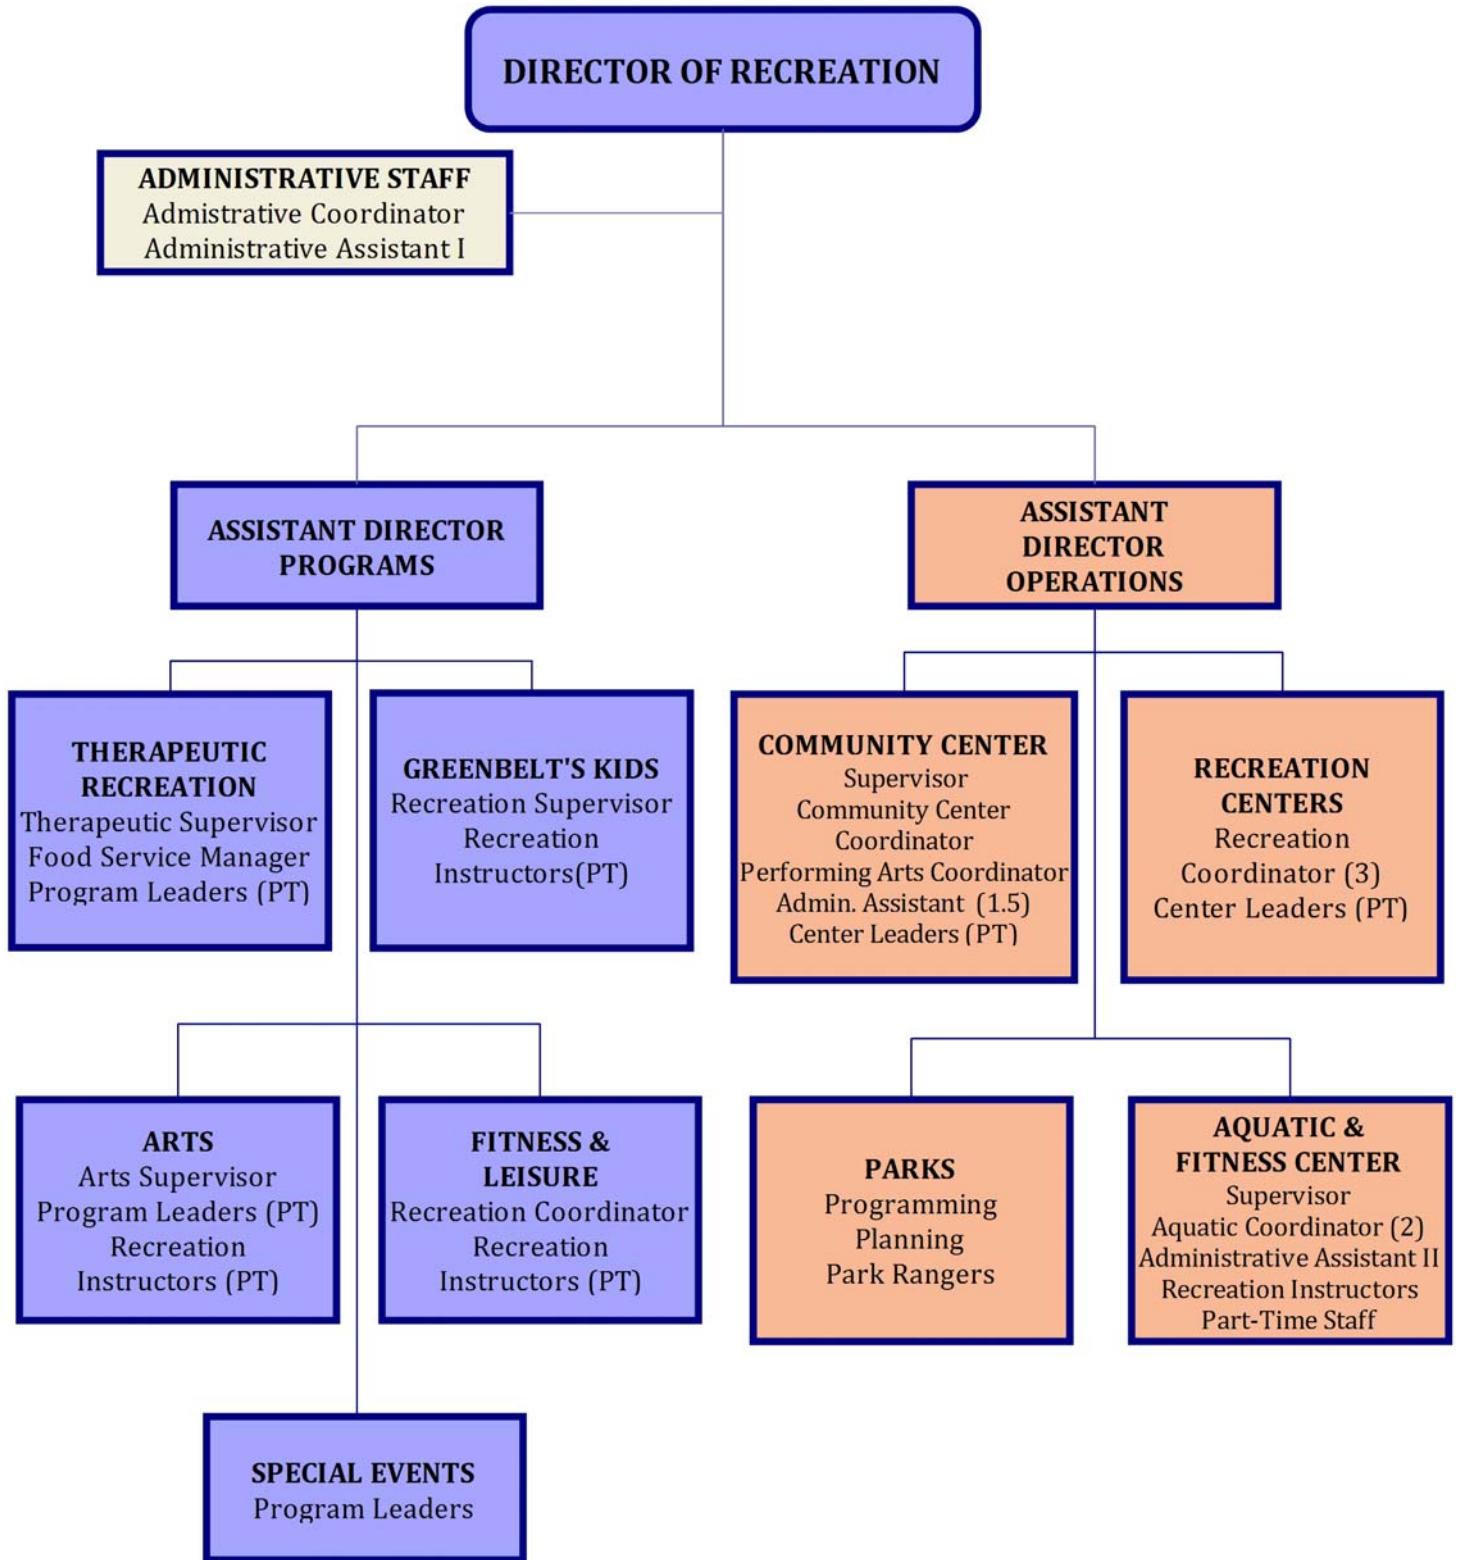 DIRECTOR OF RECREATION
ADMINISTRATIVE STAFF
Admistrative Coordinator
Administrative Assistant I
ASSISTANT DIRECTOR
PROGRAMS
ASSISTANT
DIRECTOR
OPERATIONS
THERAPEUTIC
RECREATION
Therapeutic Supervisor
Food Service Manager
Program Leaders (PT)
GREENBELT'S KIDS
Recreation Supervisor
Recreation
Instructors(PT)
COMMUNITY CENTER
Supervisor
Community Center
Coordinator
Performing Arts Coordinator
Admin. Assistant (1.5)
Center Leaders (PT)
RECREATION
CENTERS
Recreation
Coordinator (3)
Center Leaders (PT)
ARTS
Arts Supervisor
Program Leaders (PT)
Recreation
Instructors (PT)
FITNESS &
LEISURE
Recreation Coordinator
Recreation
Instructors (PT)
PARKS
Programming
Planning
Park Rangers
AQUATIC &
FITNESS CENTER
Supervisor
Aquatic Coordinator (2)
Administrative Assistant II
Recreation Instructors
Part-Time Staff
SPECIAL EVENTS
Program Leaders